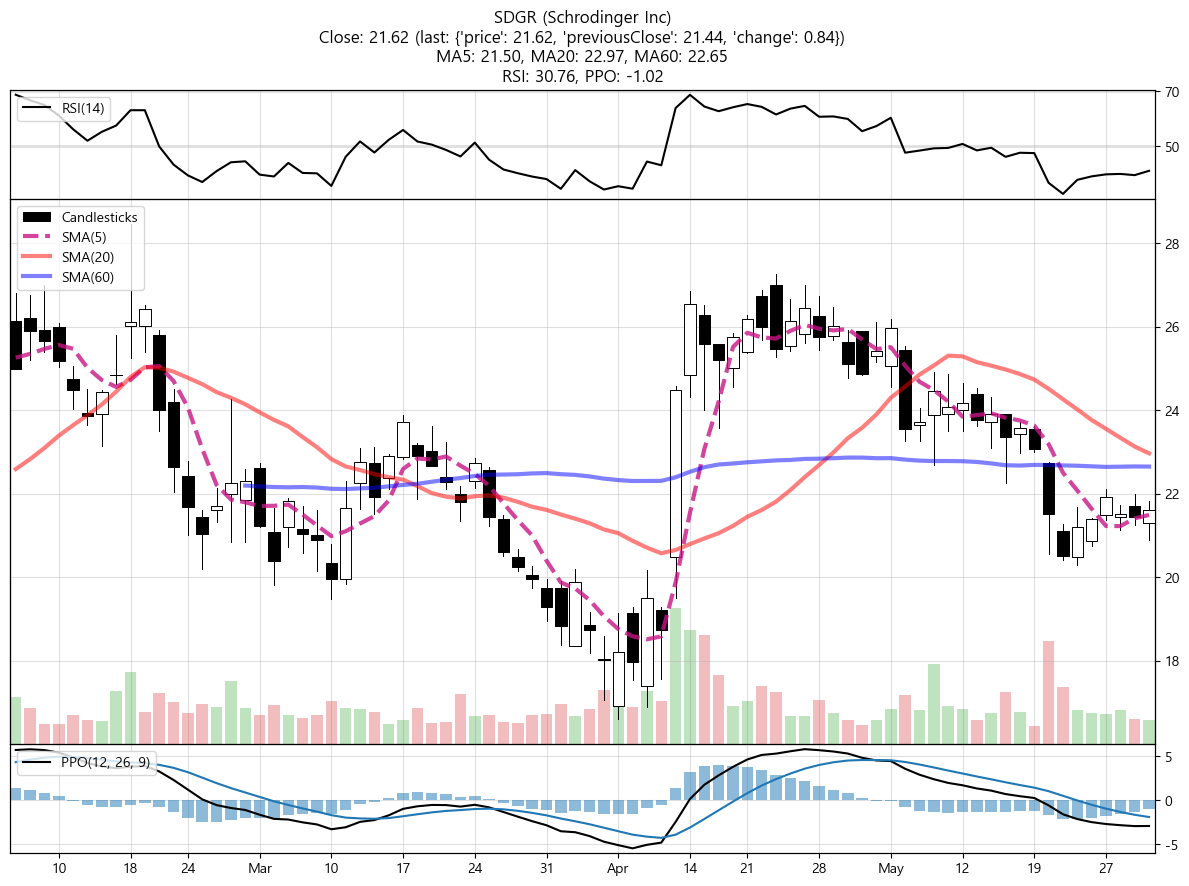 SDGR (Schrodinger Inc)
Close: 21.62 (last: {'price': 21.62, 'previousClose': 21.44, 'change': 0.84})
MA5: 21.50, MA20: 22.97, MA60: 22.65
RSI: 30.76, PPO: -1.02
RSI(14)
70
50
Candlesticks
SMA(5)
SMA(20)
SMA(60)
28
26
24
22
20
18
PPO(12, 26, 9)
5
0
-5
10 18 24 Mar 10 17 24 31 Apr 14 21 28 May 12 19 27